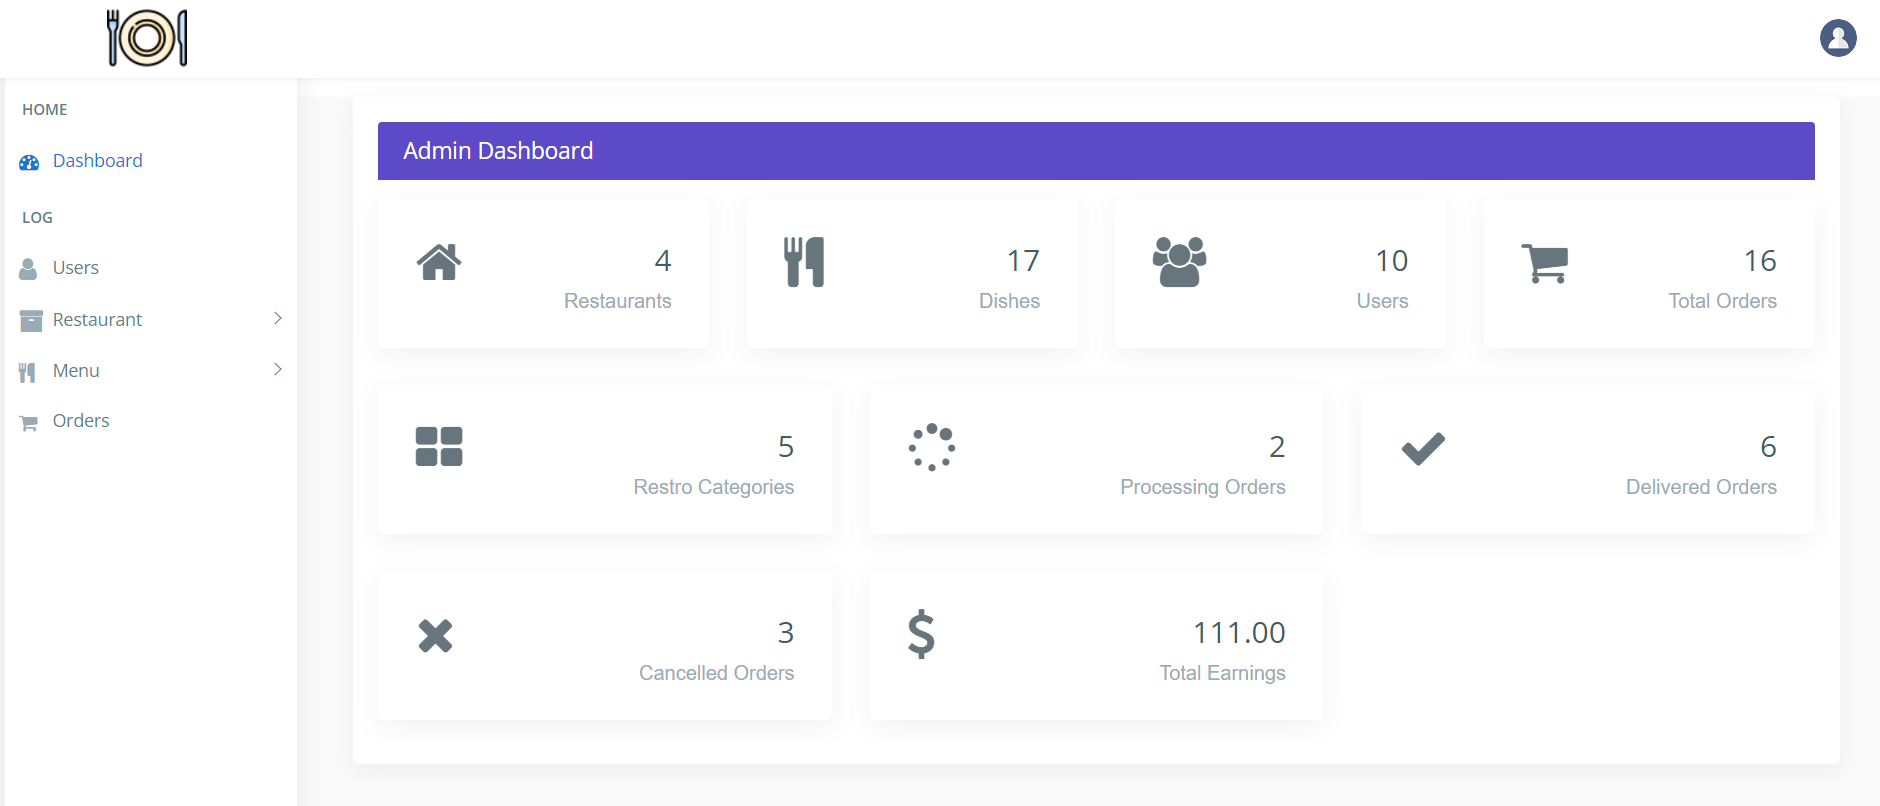 HOME
Dashboard
LOG
Users
Restaurant
Menu
Orders
Admin Dashboard
4
Restaurants
17
Dishes
10
Users
16
Total Orders
5
Restro Categories
2
Processing Orders
6
Delivered Orders
3
Cancelled Orders
$
111.00
Total Earnings